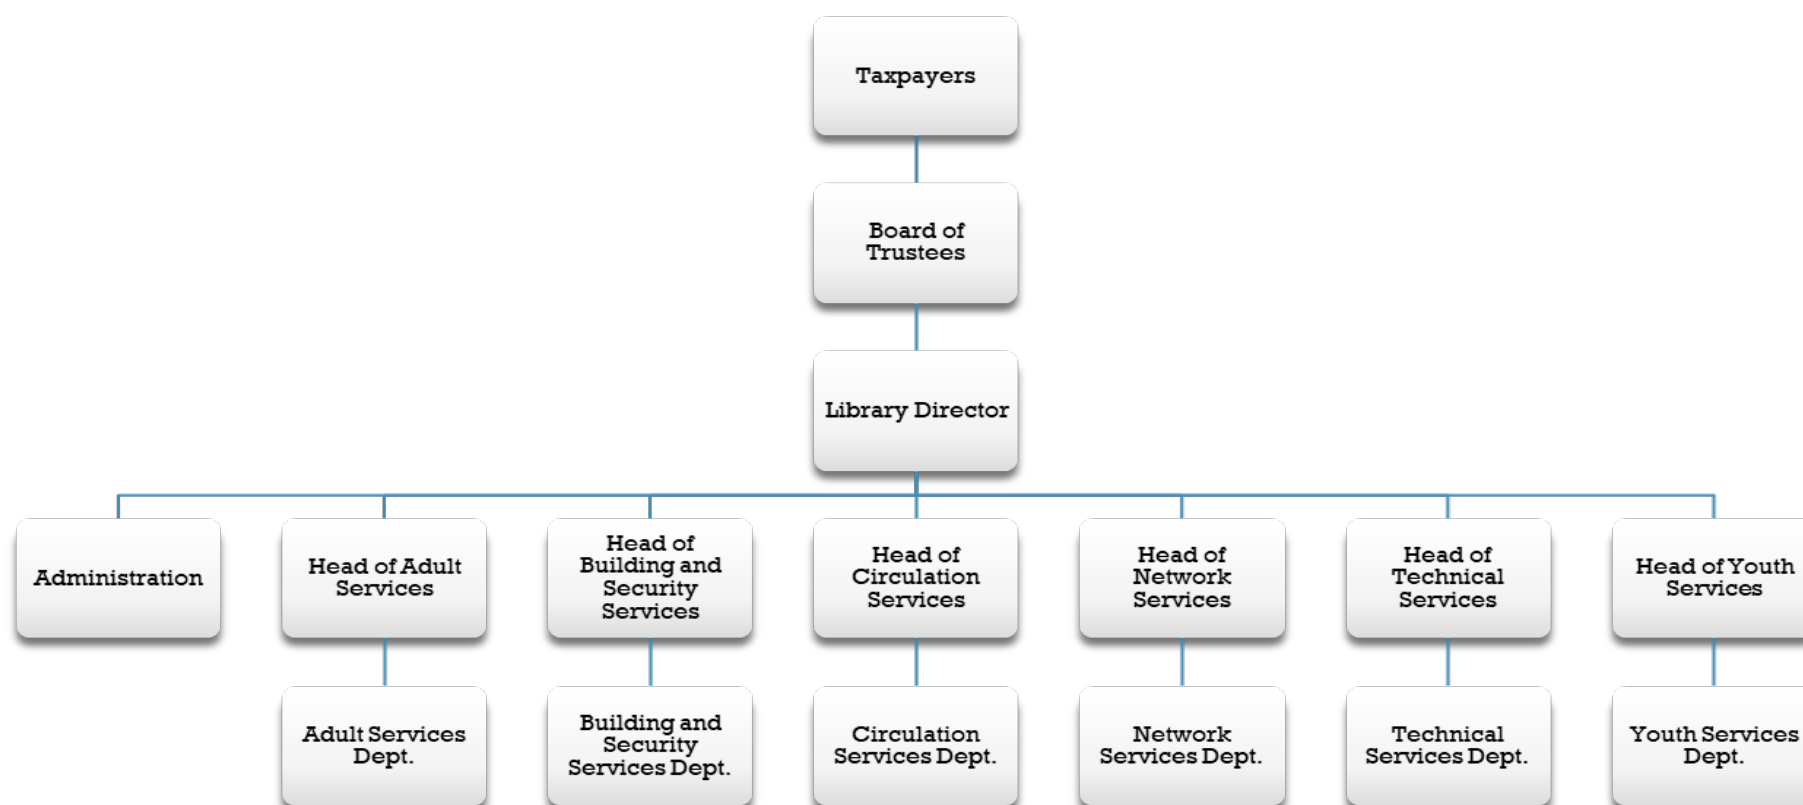 Taxpayers
Board of
Trustees
Library Director
Administration
Head of Adult
Services
Head of
Building and
Security
Services
Head of
Circulation
Services
Head of
Network
Services
Head of
Technical
Services
Head of Youth
Services
Adult Services
Dept.
Building and
Security
Services Dept.
Circulation
Services Dept.
Network
Services Dept.
Technical
Services Dept.
Youth Services
Dept.